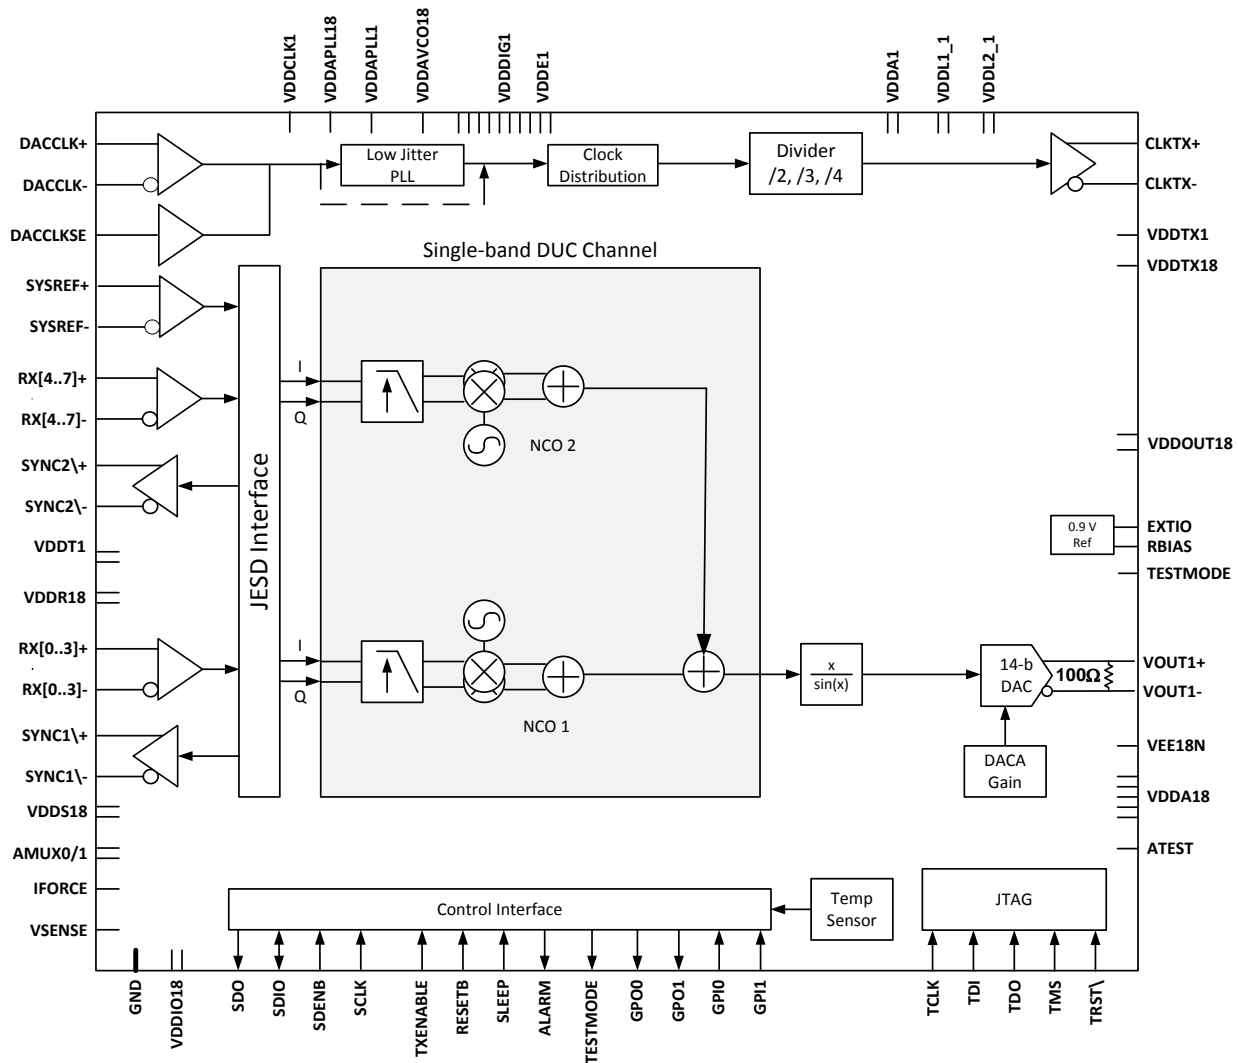 VDDCLK1
VDDAPLL18
VDDAPLL1
VDDAVCO18
VDDDIG1
VDDE1
VDDA1
VDDL1_1
VDDL2_1
DACCLK+
DACCLK-
DACCLKSE
SYSREF+
SYSREF-
RX[4..7]+
RX[4..7]-
SYNC2\+
SYNC2\-
VDDT1
VDDR18
RX[0..3]+
RX[0..3]-
SYNC1\+
SYNC1\-
VDDS18
AMUX0/1
IFORCE
VSENSE
Low Jitter
PLL
Clock
Distribution
Divider
/2, /3, /4
CLKTX+
CLKTX-
VDDTX1
VDDTX18
Single-band DUC Channel
JESD Interface
I
Q
NCO 2
I
Q
NCO 1
x
sin(x)
14-b
DAC
100Ω
DACA
Gain
VDDOUT18
0.9 V
Ref
EXTIO
RBIAS
TESTMODE
VOUT1+
VOUT1-
VEE18N
VDDA18
ATEST
Control Interface
Temp
Sensor
JTAG
GND
VDDIO18
SDO
SDIO
SDENB
SCLK
TXENABLE
RESETB
SLEEP
ALARM
TESTMODE
GPO0
GPO1
GPI0
GPI1
TCLK
TDI
TDO
TMS
TRST\